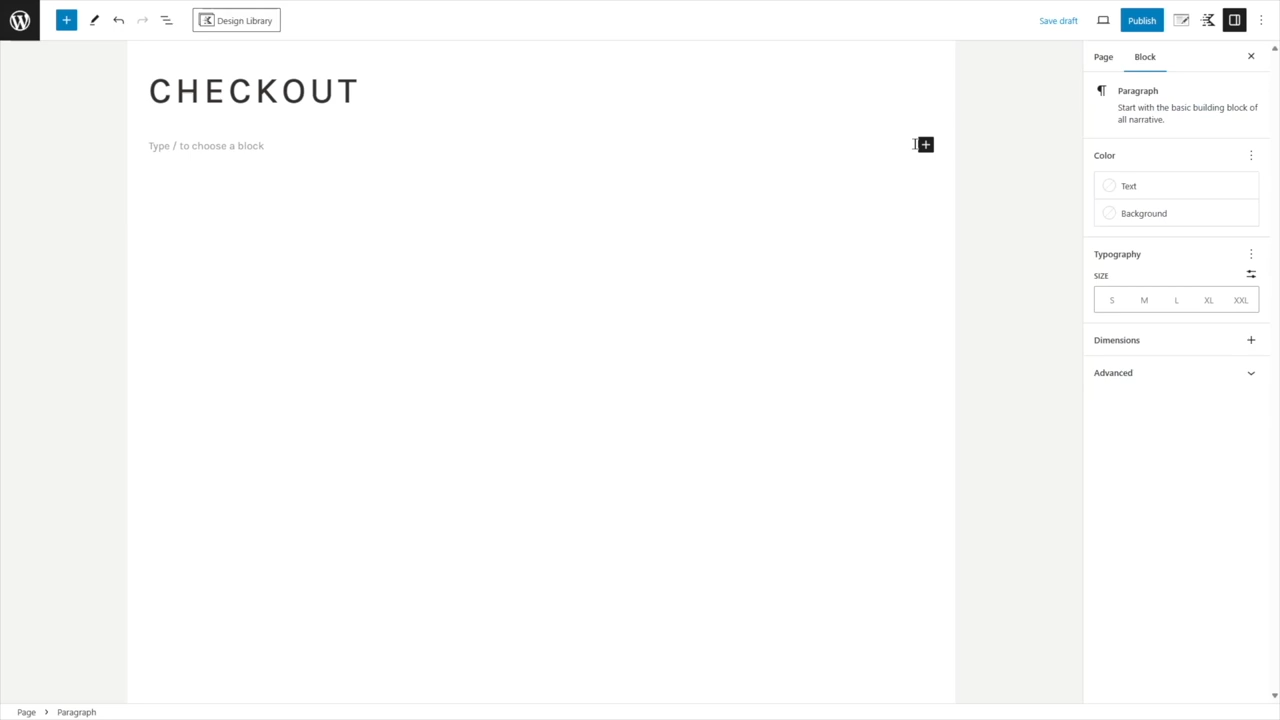 Design Library
Save draft
Publish
Page
Block
Paragraph
Start with the basic building block of
all narrative.
CHECKOUT
Type / to choose a block
Color
Text
Background
Typography
SIZE
S M L XL XXL
Dimensions
Advanced
Page > Paragraph